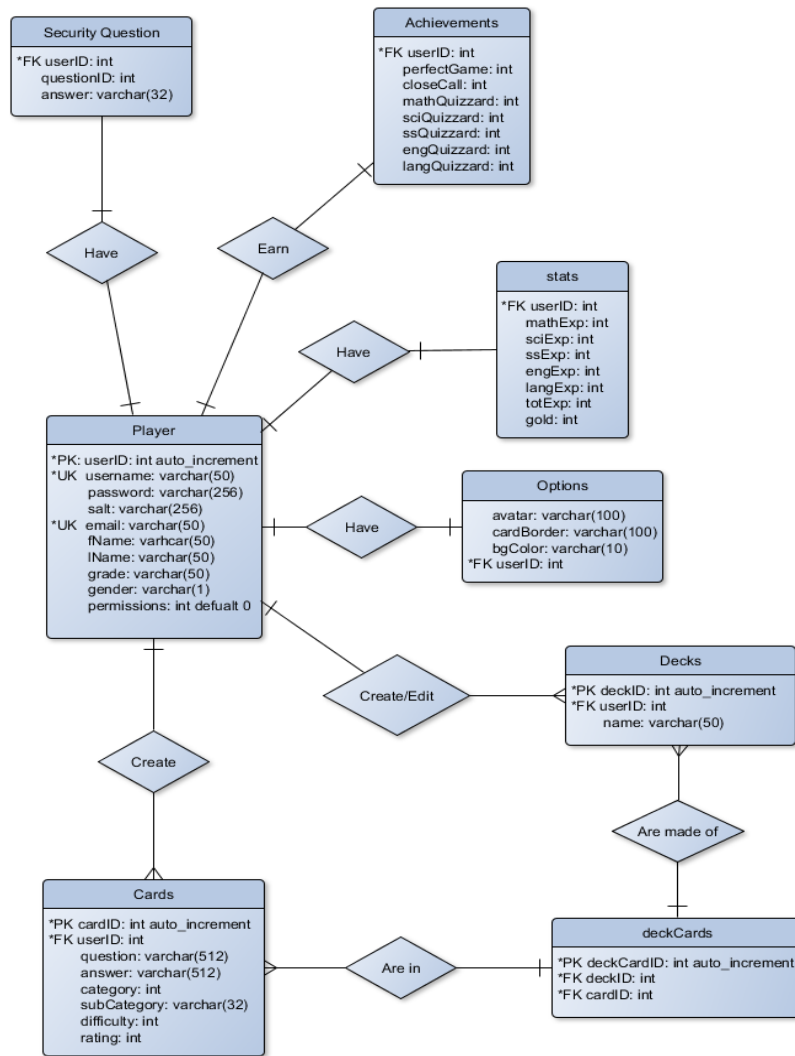 Security Question
*FK userID: int
questionID: int
answer: varchar(32)
Achievements
*FK userID: int
perfectGame: int
closeCall: int
mathQuizzard: int
sciQuizzard: int
ssQuizzard: int
engQuizzard: int
langQuizzard: int
Have
Earn
stats
*FK userID: int
mathExp: int
sciExp: int
ssExp: int
engExp: int
langExp: int
totExp: int
gold: int
Have
Player
*PK: userID: int auto_increment
*UK username: varchar(50)
password: varchar(256)
salt: varchar(256)
*UK email: varchar(50)
fName: varhcar(50)
lName: varchar(50)
grade: varchar(50)
gender: varchar(1)
permissions: int defualt 0
Have
Options
avatar: varchar(100)
cardBorder: varchar(100)
bgColor: varchar(10)
*FK userID: int
Create/Edit
Decks
*PK deckID: int auto_increment
*FK userID: int
name: varchar(50)
Create
Are made of
Cards
*PK cardID: int auto_increment
*FK userID: int
question: varchar(512)
answer: varchar(512)
category: int
subCategory: varchar(32)
difficulty: int
rating: int
Are in
deckCards
*PK deckCardID: int auto_increment
*FK deckID: int
*FK cardID: int